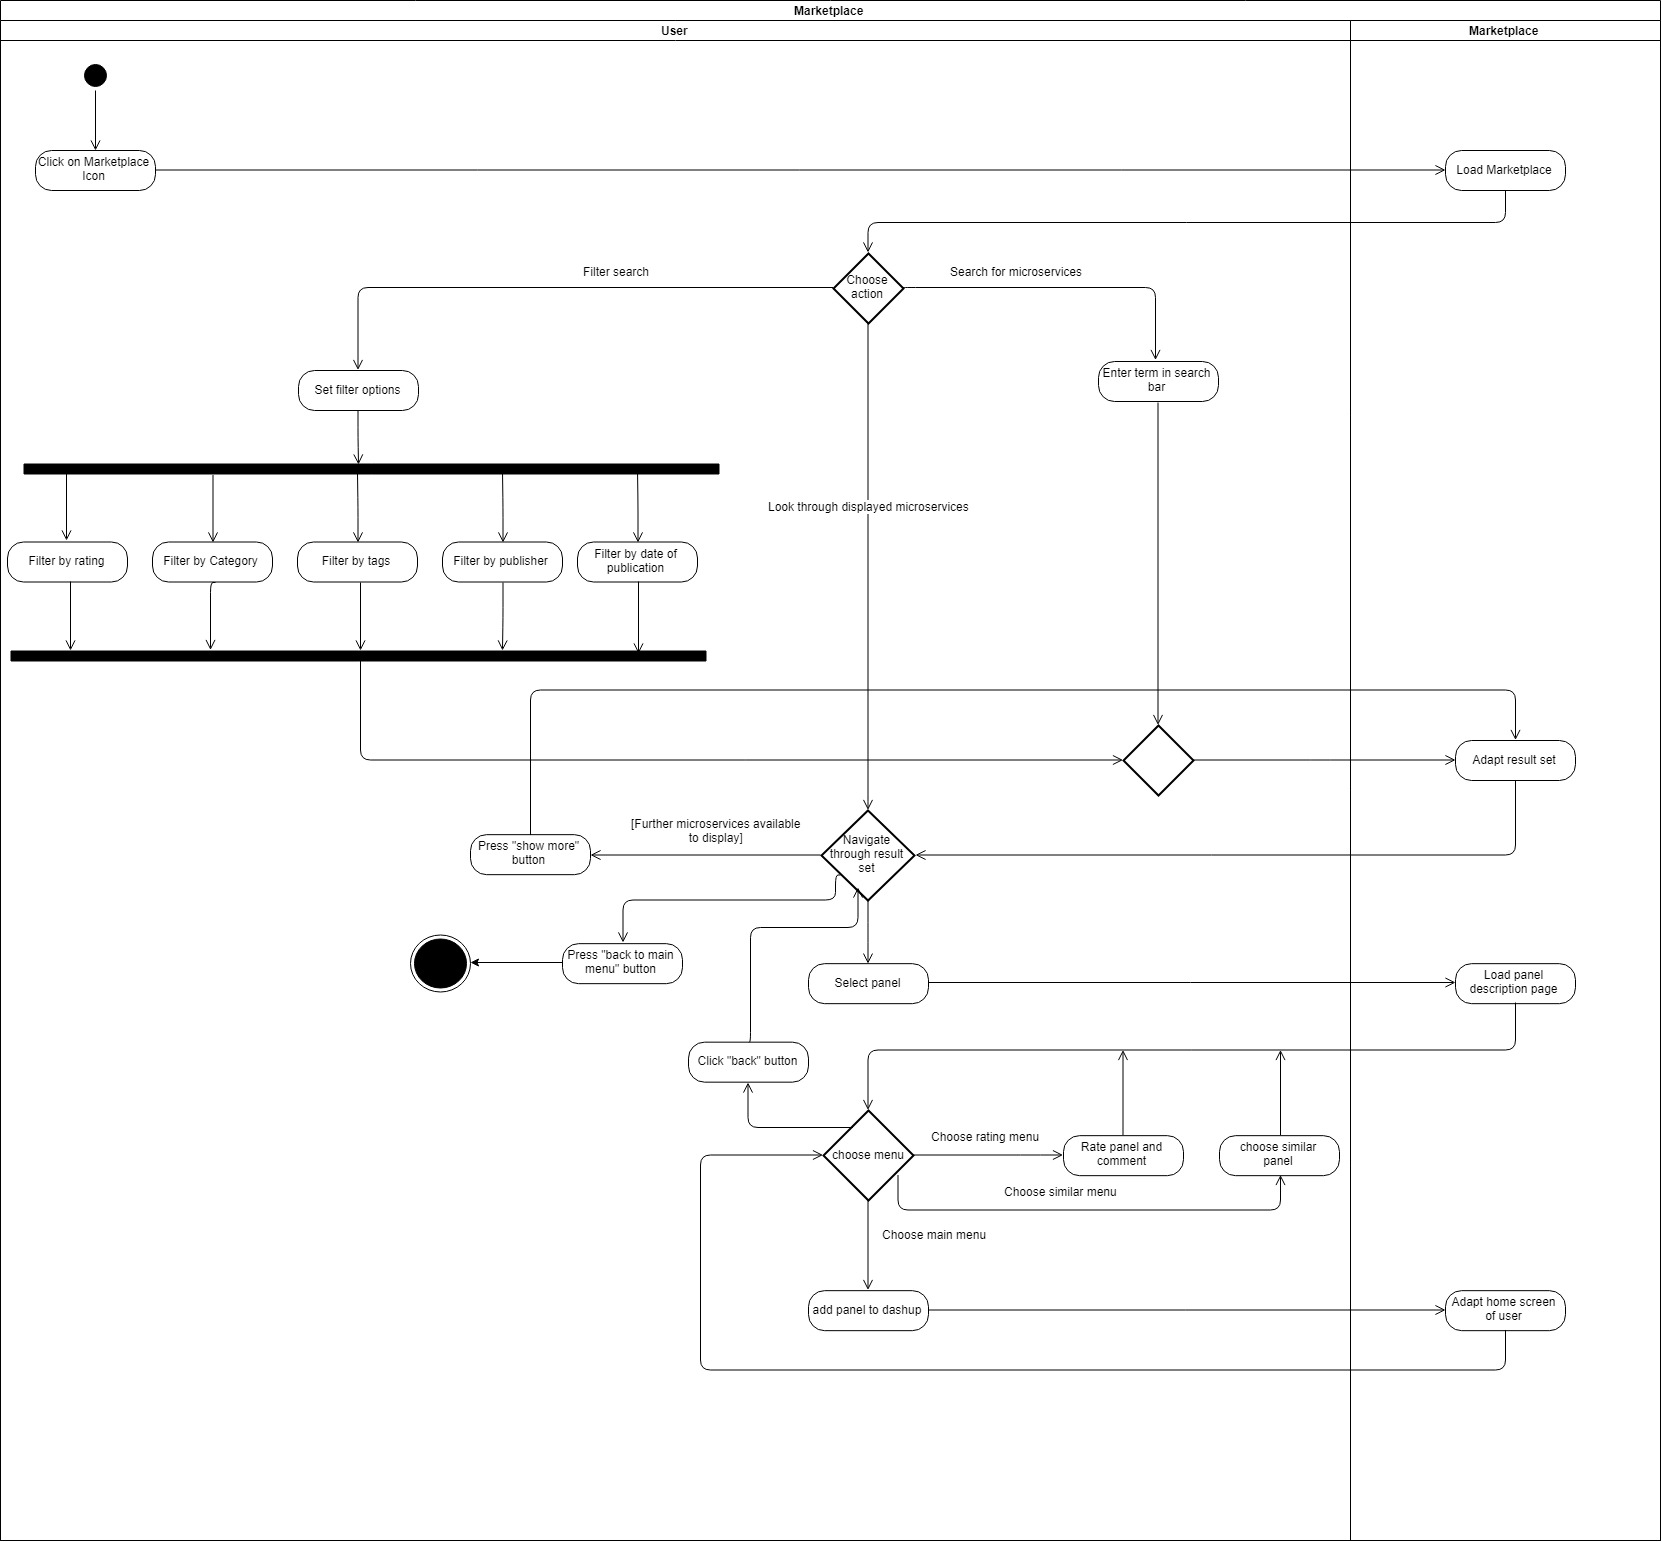 Marketplace
User
Marketplace
Click on Marketplace
Icon
Load Marketplace
Filter search
Choose
action
Search for microservices
Set filter options
Enter term in search
bar
Look through displayed microservices
Filter by rating
Filter by Category
Filter by tags
Filter by publisher
Filter by date of
publication
Adapt result set
[Further microservices available
to display]
Press "show more"
button
Navigate
through result
set
Press "back to main
menu" button
Select panel
Load panel
description page
Click "back" button
choose menu
Choose rating menu
Rate panel and
comment
choose similar
panel
Choose similar menu
Choose main menu
add panel to dashup
Adapt home screen
of user